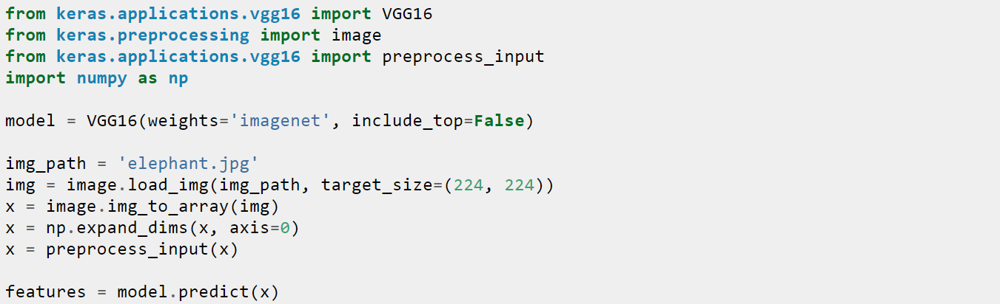 from keras.applications.vgg16 import VGG16
from keras.preprocessing import image
from keras.applications.vgg16 import preprocess_input
import numpy as np
model = VGG16(weights='imagenet', include_top=False)
img_path = 'elephant.jpg'
img = image.load_img(img_path, target_size=(224, 224))
x = image.img_to_array(img)
x = np.expand_dims(x, axis=0)
x = preprocess_input(x)
features = model.predict(x)